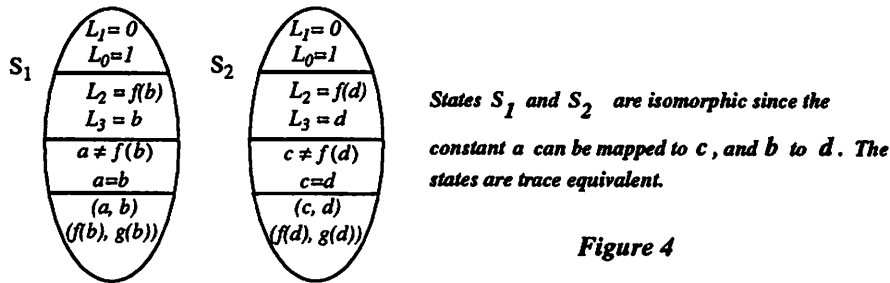 S1
L1= 0
L0=1
L2 = f(b)
L3 = b
a ≠ f(b)
a=b
(a, b)
(f(b), g(b))
S2
L1= 0
L0=1
L2 = f(d)
L3 = d
c ≠ f(d)
c=d
(c, d)
(f(d), g(d))
States S1 and S2 are isomorphic since the
constant a can be mapped to c, and b to d. The
states are trace equivalent.
Figure 4